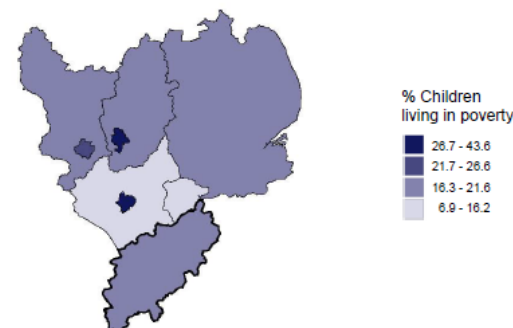 % Children
living in poverty
26.7 - 43.6
21.7 - 26.6
16.3 - 21.6
6.9 - 16.2